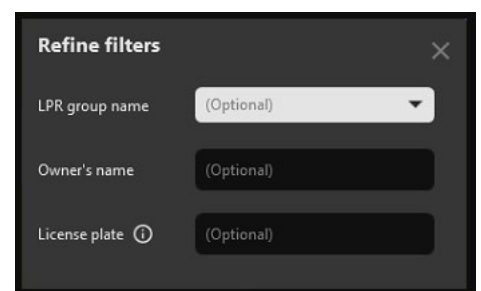 Refine filters
LPR group name (Optional)
Owner's name (Optional)
License plate (Optional)